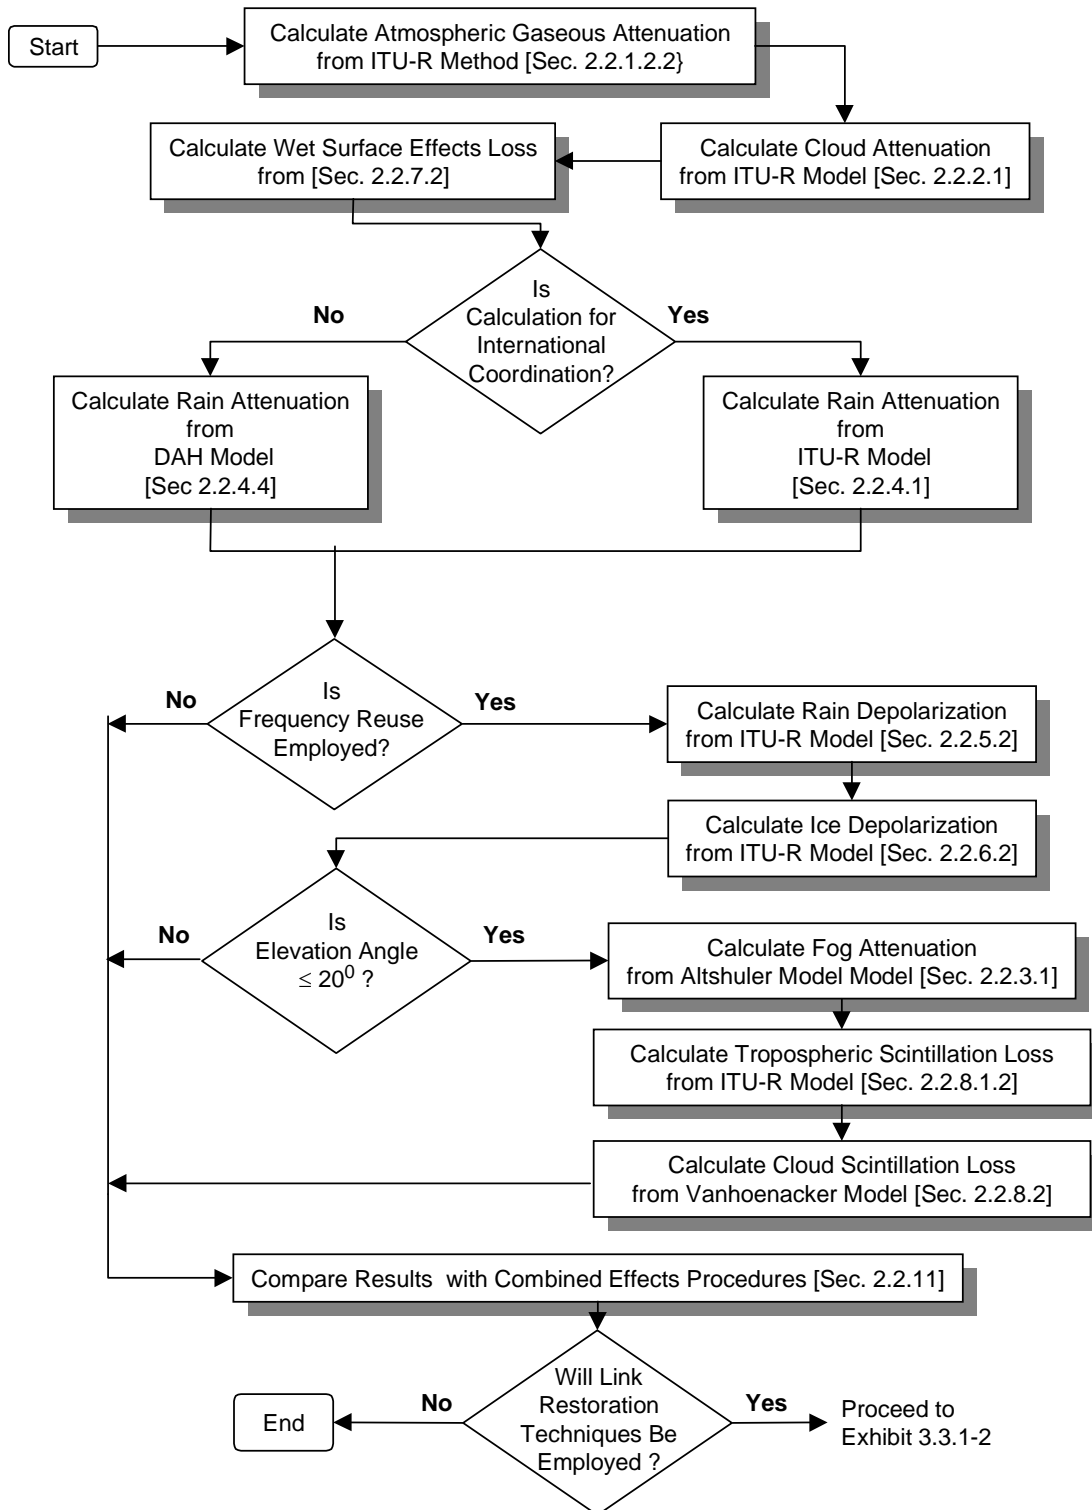 Start
Calculate Atmospheric Gaseous Attenuation
from ITU-R Method [Sec. 2.2.1.2.2}
Calculate Wet Surface Effects Loss
from [Sec. 2.2.7.2]
Calculate Cloud Attenuation
from ITU-R Model [Sec. 2.2.2.1]
Is
Calculation for
International
Coordination?
No
Yes
Calculate Rain Attenuation
from
DAH Model
[Sec 2.2.4.4]
Calculate Rain Attenuation
from
ITU-R Model
[Sec. 2.2.4.1]
Is
Frequency Reuse
Employed?
No
Yes
Calculate Rain Depolarization
from ITU-R Model [Sec. 2.2.5.2]
Calculate Ice Depolarization
from ITU-R Model [Sec. 2.2.6.2]
Is
Elevation Angle
≤ 20⁰ ?
No
Yes
Calculate Fog Attenuation
from Altshuler Model Model [Sec. 2.2.3.1]
Calculate Tropospheric Scintillation Loss
from ITU-R Model [Sec. 2.2.8.1.2]
Calculate Cloud Scintillation Loss
from Vanhoenacker Model [Sec. 2.2.8.2]
Compare Results with Combined Effects Procedures [Sec. 2.2.11]
Will Link
Restoration
Techniques Be
Employed ?
No
Yes
End
Proceed to
Exhibit 3.3.1-2